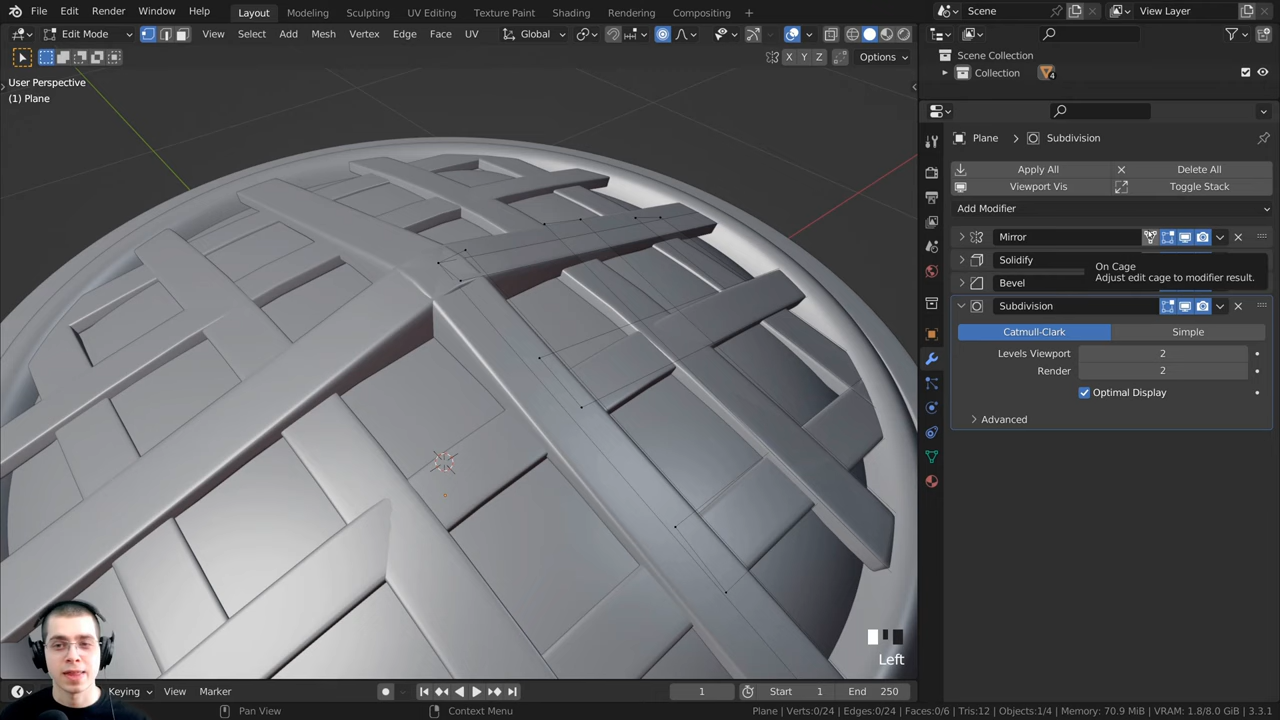 File Edit Render Window Help Layout Modeling Sculpting UV Editing Texture Paint Shading Rendering Compositing + Scene View Layer
Edit Mode View Select Add Mesh Vertex Edge Face UV Global
X Y Z Options
User Perspective
(1) Plane
Scene Collection
Collection 4
Plane > Subdivision
Apply All Delete All
Viewport Vis Toggle Stack
Add Modifier
Mirror
Solidify
On Cage
Adjust edit cage to modifier result.
Bevel
Subdivision
Catmull-Clark Simple
Levels Viewport 2
Render 2
Optimal Display
Advanced
Left
Keying View Marker 1 Start 1 End 250
Pan View Context Menu Plane | Verts:0/24 | Edges:0/24 | Faces:0/6 | Tris:12 | Objects:1/4 | Memory: 70.9 MiB | VRAM: 1.8/8.0 GiB | 3.3.1